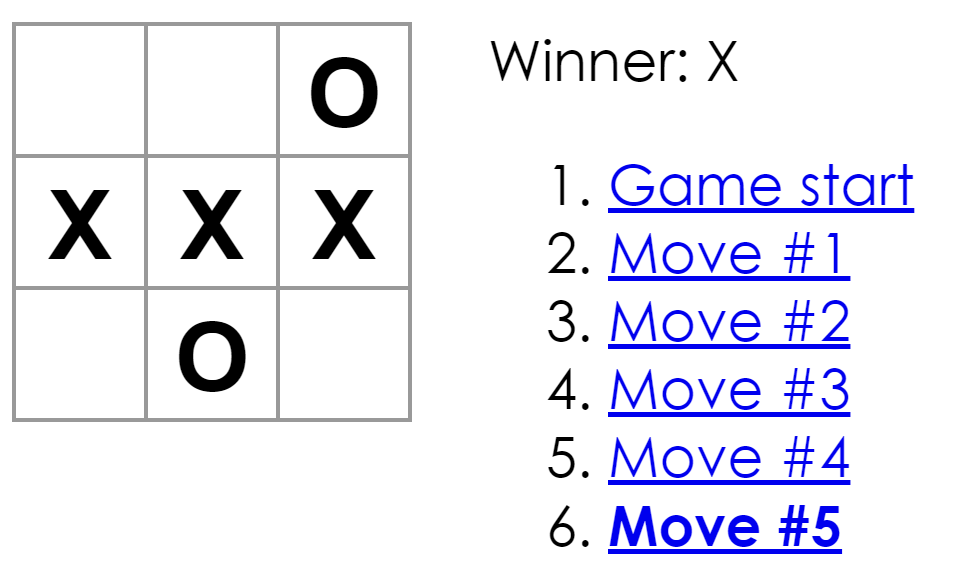 O
X X X
O
Winner: X
1. Game start
2. Move #1
3. Move #2
4. Move #3
5. Move #4
6. Move #5